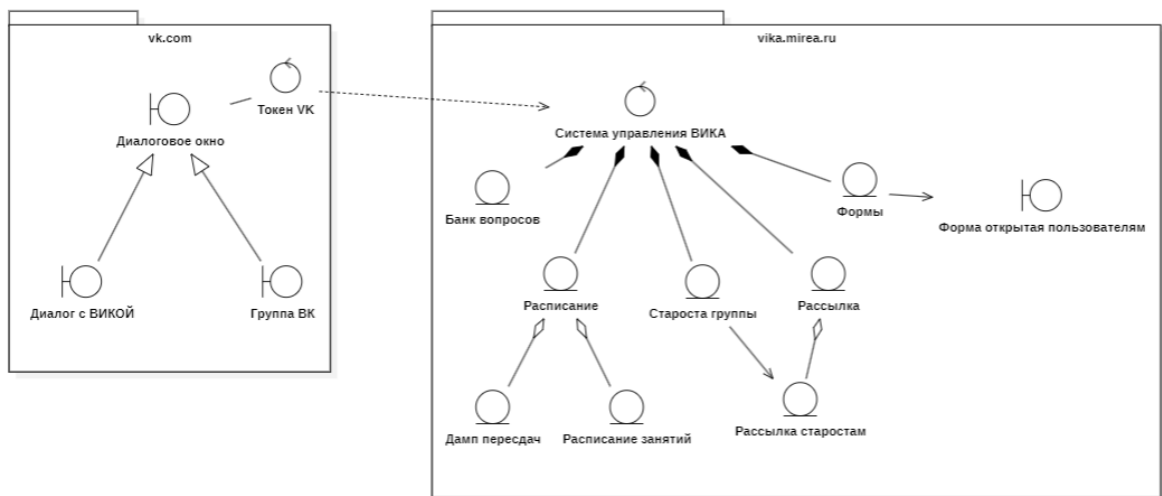 vk.com
vika.mirea.ru
Токен VK
Диалоговое окно
Система управления ВИКА
Банк вопросов
Формы
Форма открытая пользователям
Диалог с ВИКОЙ
Группа ВК
Расписание
Староста группы
Рассылка
Дамп пересдач
Расписание занятий
Рассылка старостам